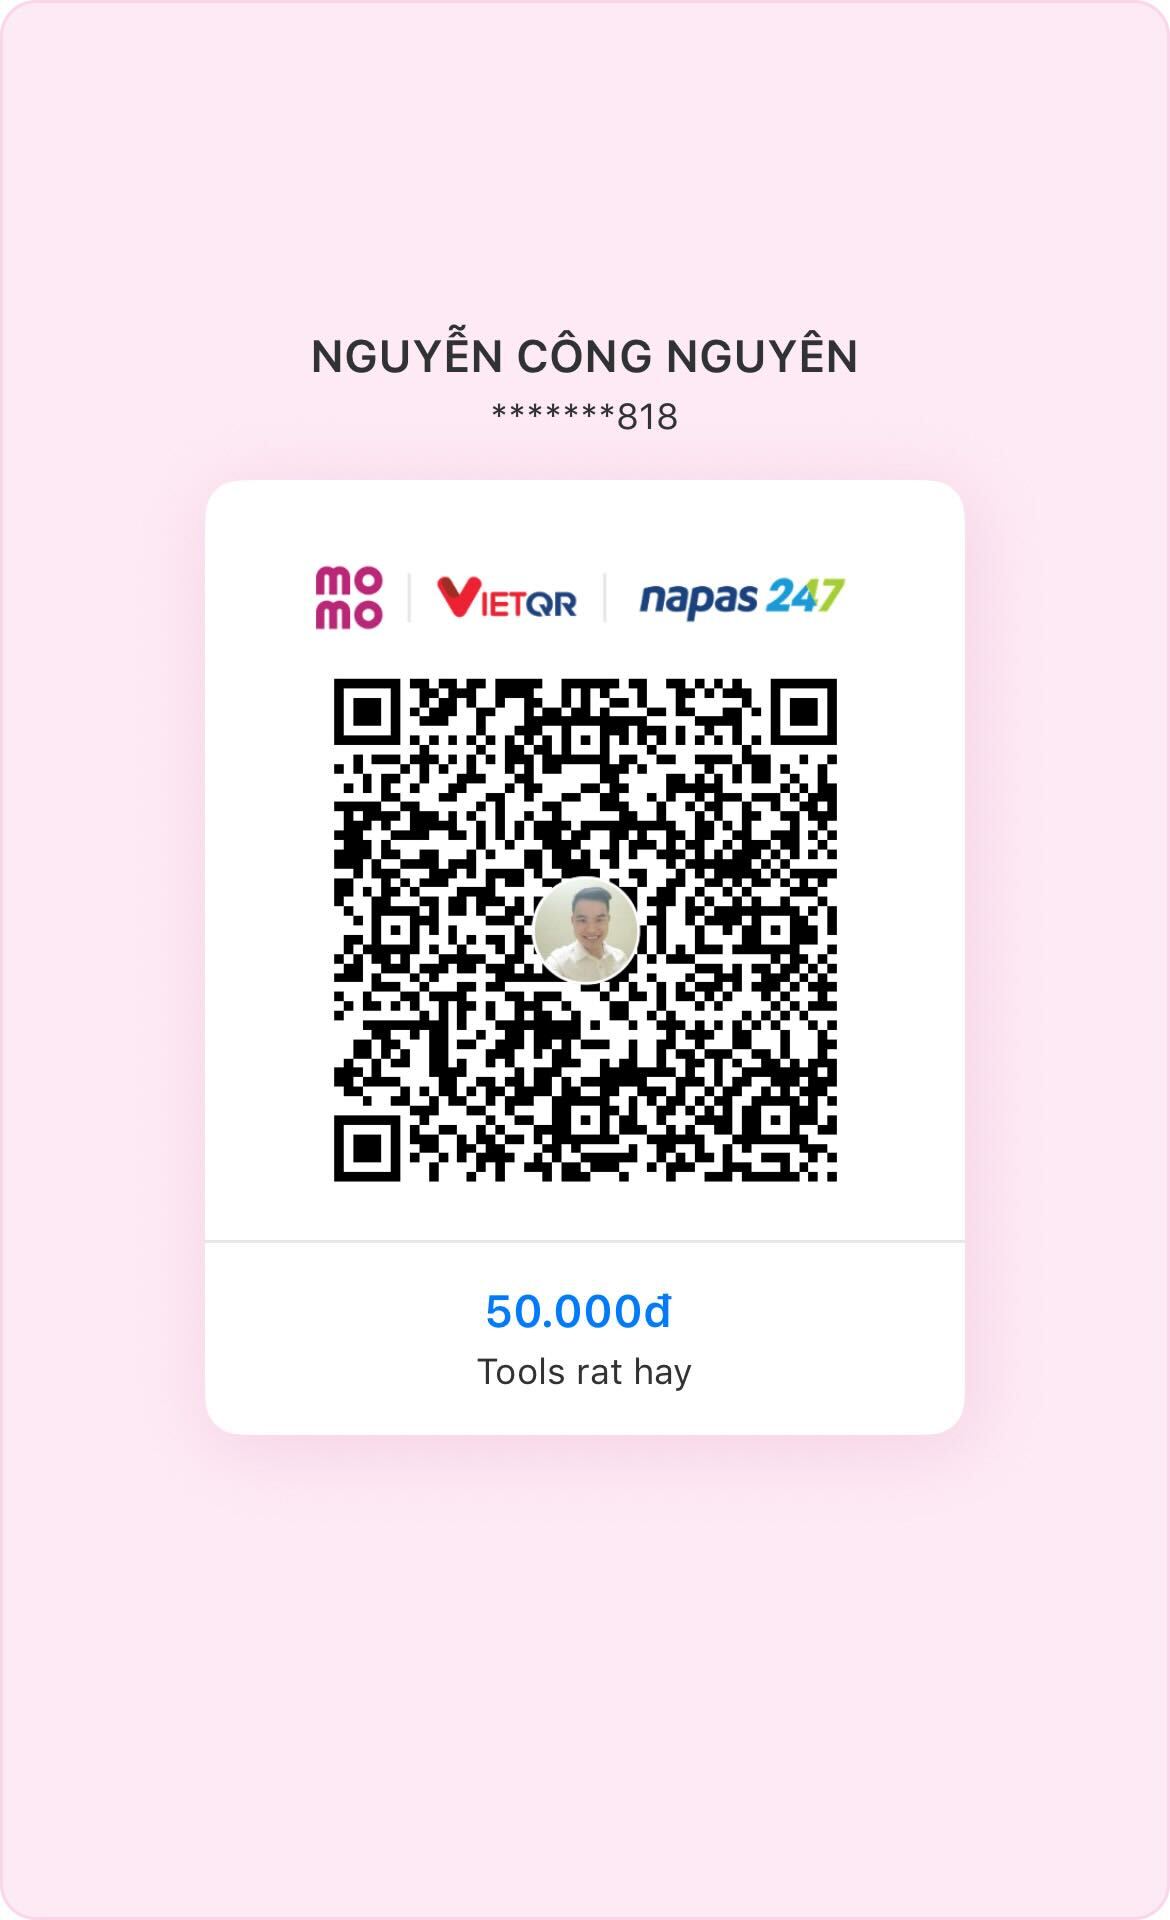 NGUYỄN CÔNG NGUYÊN
*******818
mo mo VIETQR napas 247
50.000đ
Tools rat hay